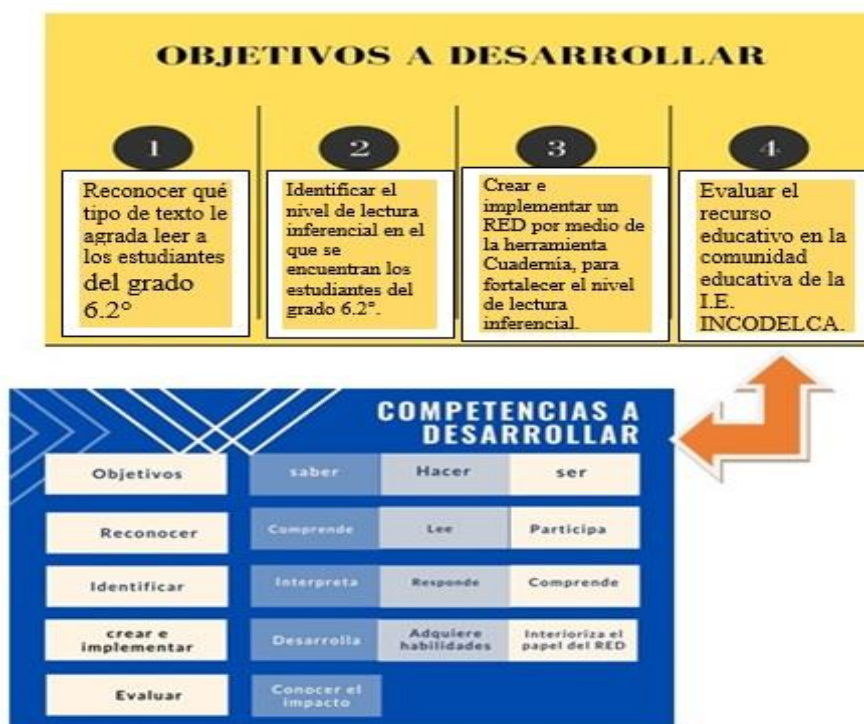 OBJETIVOS A DESARROLLAR
1
Reconocer qué
tipo de texto le
agrada leer a
los estudiantes
del grado
6.2°
2
Identificar el
nivel de lectura
inferencial en el
que se
encuentran los
estudiantes del
grado 6.2°.
3
Crear e
implementar un
RED por medio de
la herramienta
Cuadernia, para
fortalecer el nivel
de lectura
inferencial.
4
Evaluar el
recurso
educativo en la
comunidad
educativa de la
I.E.
INCODELCA.
COMPETENCIAS A
DESARROLLAR
Objetivos saber Hacer ser
Reconocer Comprende Lee Participa
Identificar Interpreta Responde Comprende
crear e
implementar
Desarrolla
Adquiere
habilidades
Interioriza el
papel del RED
Evaluar
Conocer el
impacto